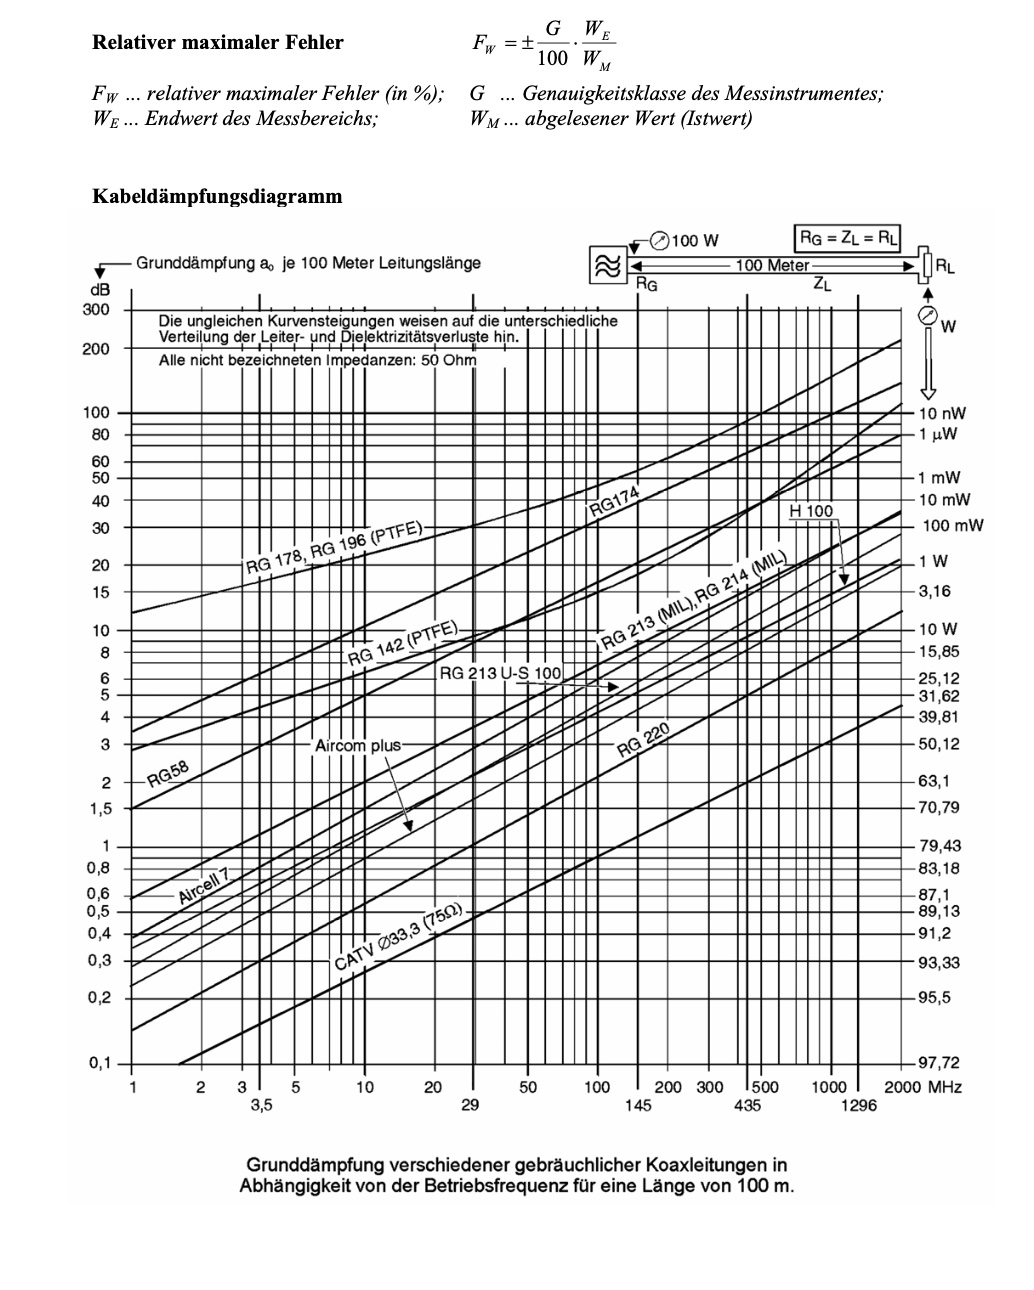 Relativer maximaler Fehler F_W = ± G/100 · W_E/W_M
F_W ... relativer maximaler Fehler (in %); G ... Genauigkeitsklasse des Messinstrumentes;
W_E ... Endwert des Messbereichs; W_M ... abgelesener Wert (Istwert)
Kabeldämpfungsdiagramm
100 W
R_G = Z_L = R_L
Grunddämpfung a₀ je 100 Meter Leitungslänge
100 Meter
R_L
R_G
Z_L
dB
W
Die ungleichen Kurvensteigungen weisen auf die unterschiedliche
Verteilung der Leiter- und Dielektrizitätsverluste hin.
Alle nicht bezeichneten Impedanzen: 50 Ohm
300
200
100
80
60
50
40
30
20
15
10
8
6
5
4
3
2
1,5
1
0,8
0,6
0,5
0,4
0,3
0,2
0,1
10 nW
1 µW
1 mW
10 mW
100 mW
1 W
3,16
10 W
15,85
25,12
31,62
39,81
50,12
63,1
70,79
79,43
83,18
87,1
89,13
91,2
93,33
95,5
97,72
RG 178, RG 196 (PTFE)
RG174
H 100
RG 142 (PTFE)
RG 213 (MIL),RG 214 (MIL)
RG 213 U-S 100
Aircom plus
RG 220
RG58
Aircell 7
CATV Ø33,3 (75Ω)
1 2 3 5 10 20 50 100 200 300 500 1000 2000 MHz
3,5 29 145 435 1296
Grunddämpfung verschiedener gebräuchlicher Koaxleitungen in
Abhängigkeit von der Betriebsfrequenz für eine Länge von 100 m.